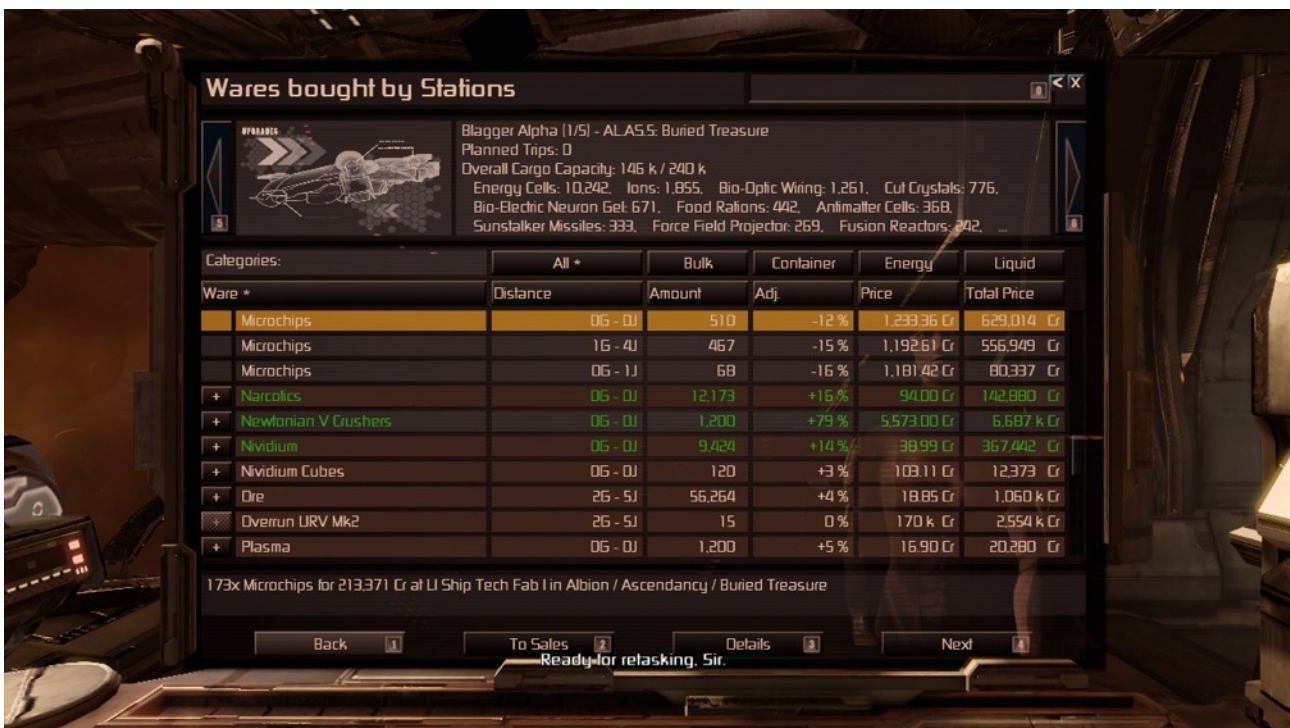 Wares bought by Stations
0 < X
UPGRADES
Blagger Alpha (1/5) - AL.AS.5: Buried Treasure
Planned Trips: 0
Overall Cargo Capacity: 146 k / 240 k
Energy Cells: 10,242, Ions: 1,855, Bio-Optic Wiring: 1,261, Cut Crystals: 776,
Bio-Electric Neuron Gel: 671, Food Rations: 442, Antimatter Cells: 368,
Sunstalker Missiles: 333, Force Field Projector: 269, Fusion Reactors: 242, ...
5 6
Categories: All * Bulk Container Energy Liquid
Ware * Distance Amount Adj. Price Total Price
Microchips 0G - 0J 510 -12 % 1,233.36 Cr 629,014 Cr
Microchips 1G - 4J 467 -15 % 1,192.61 Cr 556,949 Cr
Microchips 0G - 1J 68 -16 % 1,181.42 Cr 80,337 Cr
+ Narcotics 0G - 0J 12,173 +16 % 94.00 Cr 142,880 Cr
+ Newtonian V Crushers 0G - 0J 1,200 +79 % 5,573.00 Cr 6,687 k Cr
+ Nividium 0G - 0J 9,424 +14 % 38.99 Cr 367,442 Cr
+ Nividium Cubes 0G - 0J 120 +3 % 103.11 Cr 12,373 Cr
+ Ore 2G - 5J 56,264 +4 % 18.85 Cr 1,060 k Cr
+ Overrun URV Mk2 2G - 5J 15 0 % 170 k Cr 2,554 k Cr
+ Plasma 0G - 0J 1,200 +5 % 16.90 Cr 20,280 Cr
173x Microchips for 213,371 Cr at LI Ship Tech Fab I in Albion / Ascendancy / Buried Treasure
Back 1 To Sales 2 Details 3 Next 4
Ready for retasking, Sir.